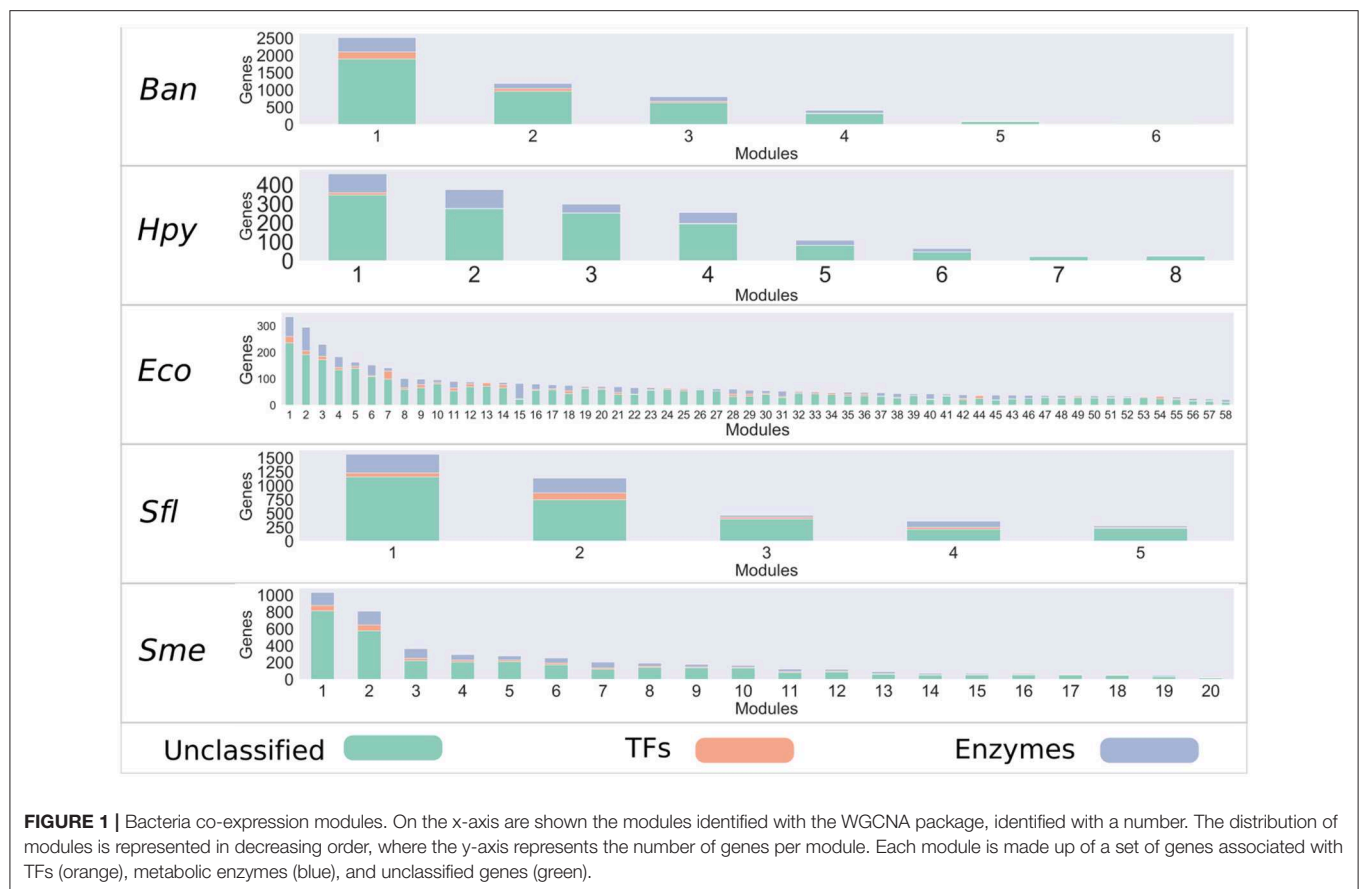 Ban
Genes
2500
2000
1500
1000
500
0
1 2 3 4 5 6
Modules
Hpy
Genes
400
300
200
100
0
1 2 3 4 5 6 7 8
Modules
Eco
Genes
300
200
100
0
1 2 3 4 5 6 7 8 9 10 11 12 13 14 15 16 17 18 19 20 21 22 23 24 25 26 27 28 29 30 31 32 33 34 35 36 37 38 39 40 41 42 44 45 43 46 47 48 49 50 51 52 53 54 55 56 57 58
Modules
Sfl
Genes
1500
1250
1000
750
500
250
0
1 2 3 4 5
Modules
Sme
Genes
1000
800
600
400
200
0
1 2 3 4 5 6 7 8 9 10 11 12 13 14 15 16 17 18 19 20
Modules
Unclassified TFs Enzymes
FIGURE 1 | Bacteria co-expression modules. On the x-axis are shown the modules identified with the WGCNA package, identified with a number. The distribution of
modules is represented in decreasing order, where the y-axis represents the number of genes per module. Each module is made up of a set of genes associated with
TFs (orange), metabolic enzymes (blue), and unclassified genes (green).